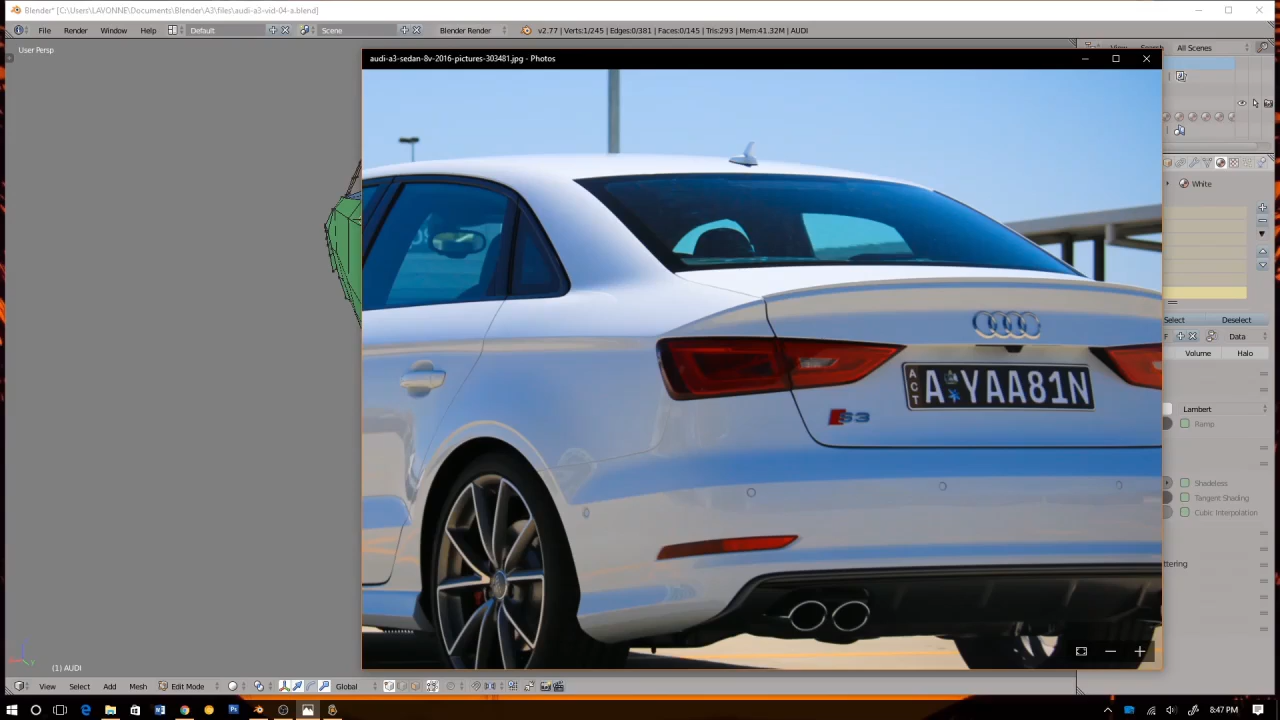 Blender* [C:\Users\LAVONNE\Documents\Blender\A3\files\audi-a3-vid-04-a.blend]
File Render Window Help Default Scene Blender Render v2.77 | Verts:1/245 | Edges:0/381 | Faces:0/145 | Tris:293 | Mem:41.32M | AUDI
User Persp
All Scenes
audi-a3-sedan-8v-2016-pictures-303481.jpg - Photos
White
Select Deselect
F Data
Volume Halo
ACT A YAA81N
S3
Lambert
Ramp
Shadeless
Tangent Shading
Cubic Interpolation
ttering
(1) AUDI
View Select Add Mesh Edit Mode Global
8:47 PM